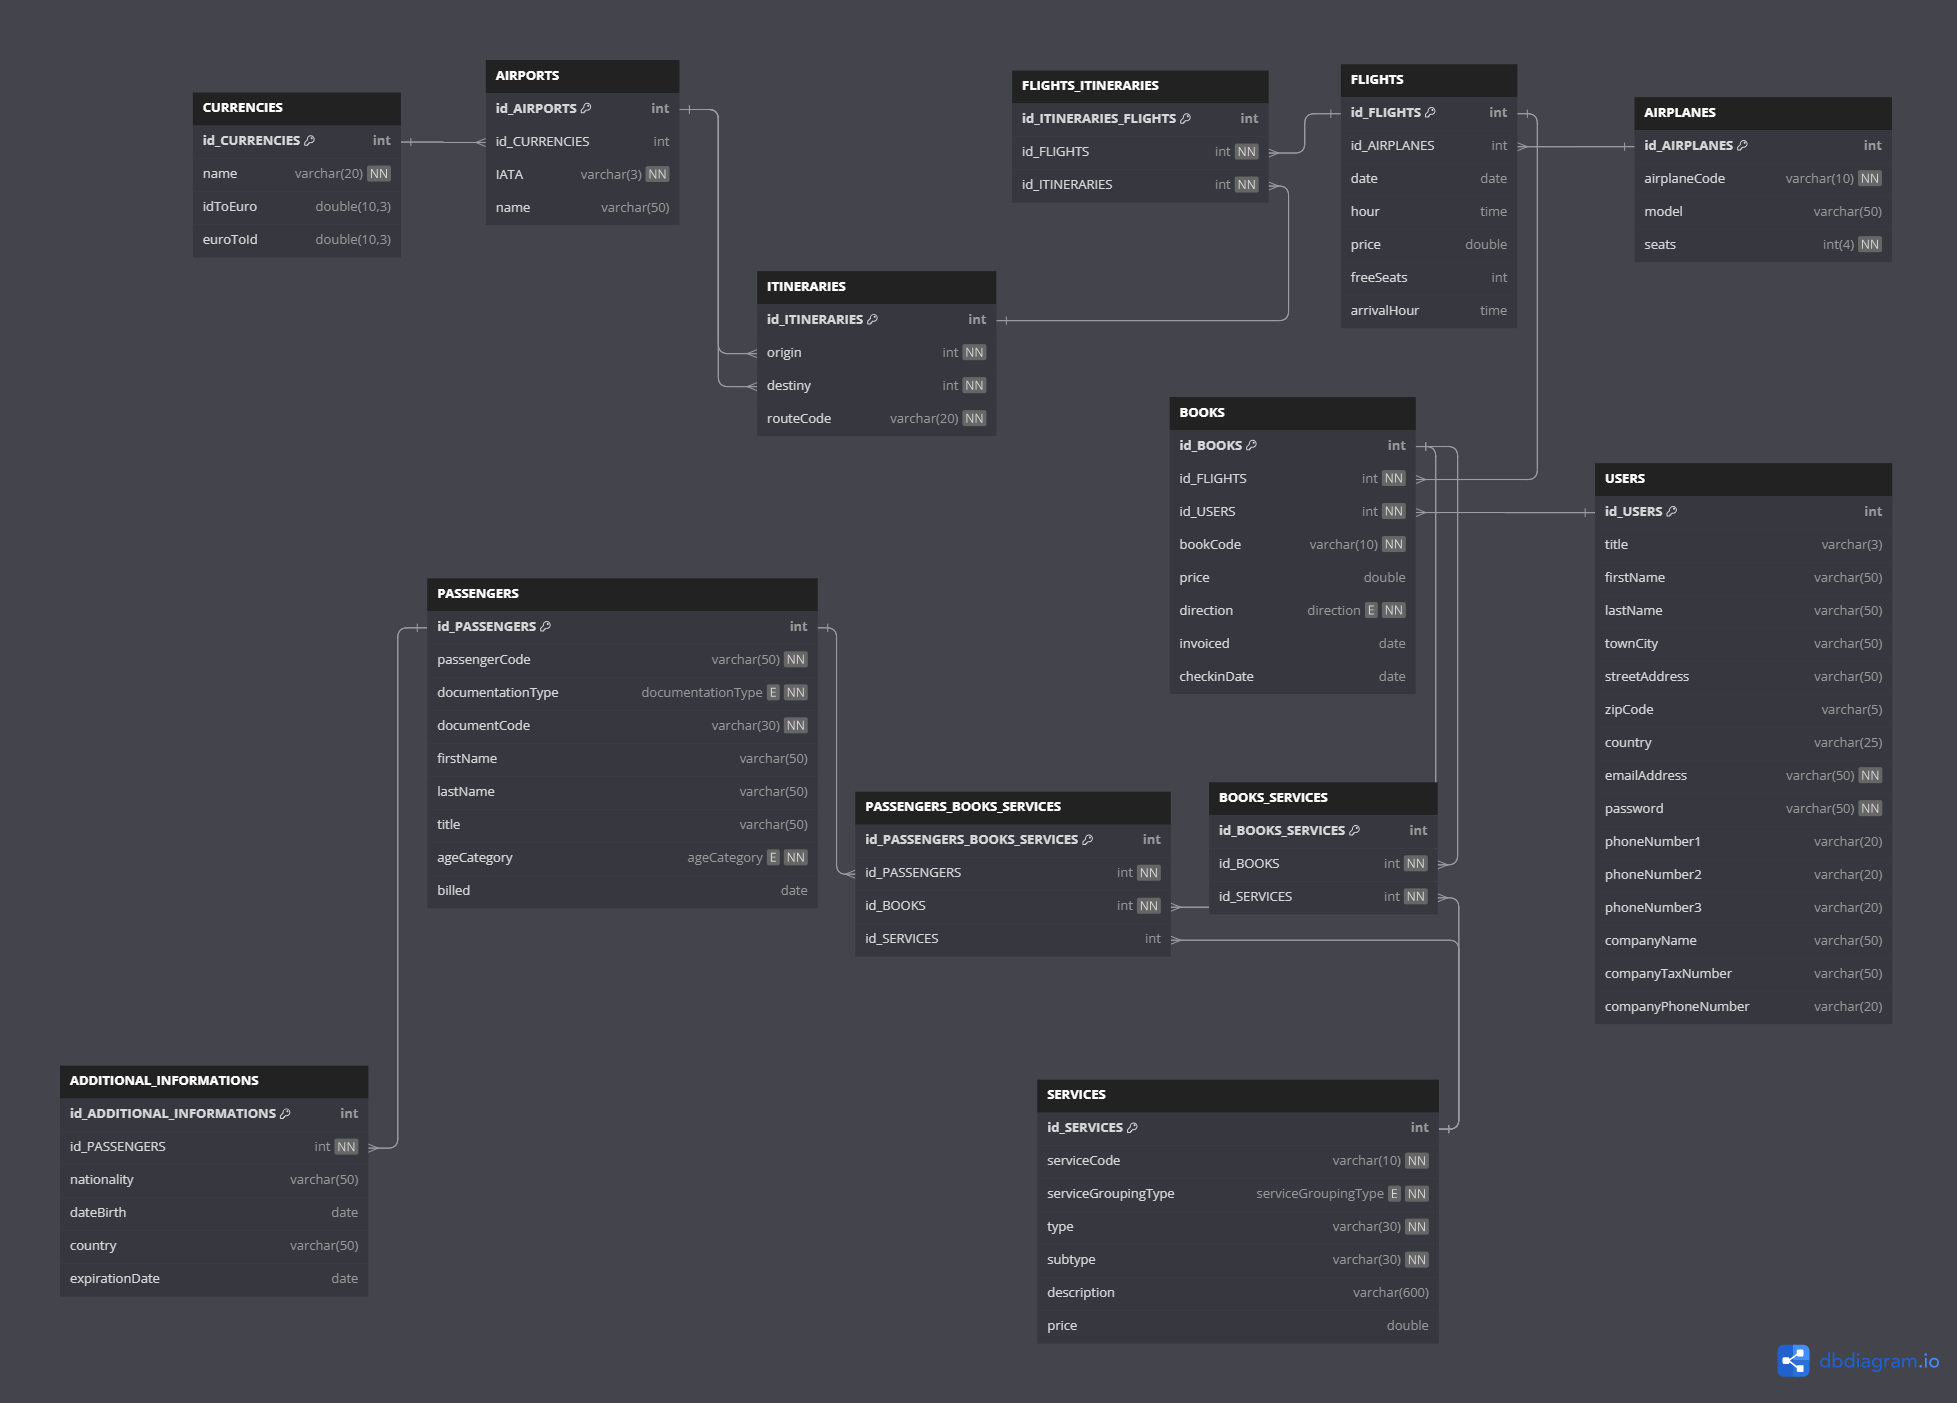 CURRENCIES
id_CURRENCIES int
name varchar(20) NN
idToEuro double(10,3)
euroToId double(10,3)
AIRPORTS
id_AIRPORTS int
id_CURRENCIES int
IATA varchar(3) NN
name varchar(50)
FLIGHTS_ITINERARIES
id_ITINERARIES_FLIGHTS int
id_FLIGHTS int NN
id_ITINERARIES int NN
FLIGHTS
id_FLIGHTS int
id_AIRPLANES int
date date
hour time
price double
freeSeats int
arrivalHour time
AIRPLANES
id_AIRPLANES int
airplaneCode varchar(10) NN
model varchar(50)
seats int(4) NN
ITINERARIES
id_ITINERARIES int
origin int NN
destiny int NN
routeCode varchar(20) NN
BOOKS
id_BOOKS int
id_FLIGHTS int NN
id_USERS int NN
bookCode varchar(10) NN
price double
direction direction E NN
invoiced date
checkinDate date
USERS
id_USERS int
title varchar(3)
firstName varchar(50)
lastName varchar(50)
townCity varchar(50)
streetAddress varchar(50)
zipCode varchar(5)
country varchar(25)
emailAddress varchar(50) NN
password varchar(50) NN
phoneNumber1 varchar(20)
phoneNumber2 varchar(20)
phoneNumber3 varchar(20)
companyName varchar(50)
companyTaxNumber varchar(50)
companyPhoneNumber varchar(20)
PASSENGERS
id_PASSENGERS int
passengerCode varchar(50) NN
documentationType documentationType E NN
documentCode varchar(30) NN
firstName varchar(50)
lastName varchar(50)
title varchar(50)
ageCategory ageCategory E NN
billed date
PASSENGERS_BOOKS_SERVICES
id_PASSENGERS_BOOKS_SERVICES int
id_PASSENGERS int NN
id_BOOKS int NN
id_SERVICES int
BOOKS_SERVICES
id_BOOKS_SERVICES int
id_BOOKS int NN
id_SERVICES int NN
ADDITIONAL_INFORMATIONS
id_ADDITIONAL_INFORMATIONS int
id_PASSENGERS int NN
nationality varchar(50)
dateBirth date
country varchar(50)
expirationDate date
SERVICES
id_SERVICES int
serviceCode varchar(10) NN
serviceGroupingType serviceGroupingType E NN
type varchar(30) NN
subtype varchar(30) NN
description varchar(600)
price double
dbdiagram.io